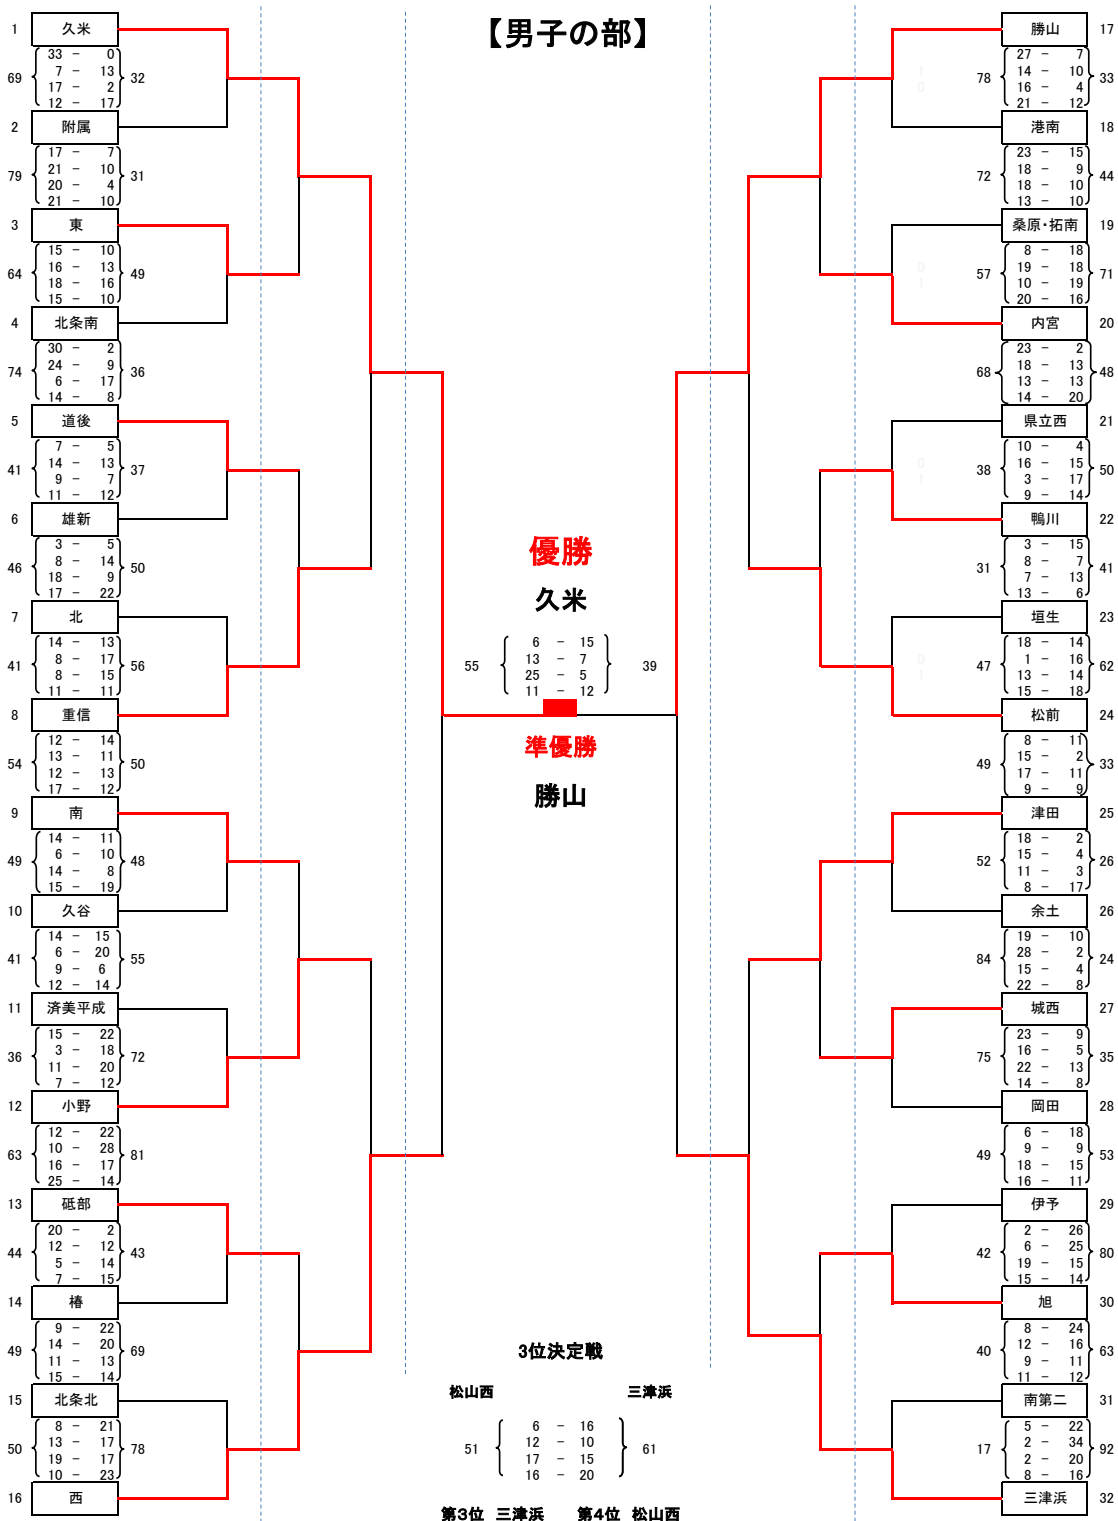 【男子の部】
1 久米
69 33 - 0 32
7 - 13
17 - 2
12 - 17
2 附属
79 17 - 7 31
21 - 10
20 - 4
21 - 10
3 東
64 15 - 10 49
16 - 13
18 - 16
15 - 10
4 北条南
74 30 - 2 36
24 - 9
6 - 17
14 - 8
5 道後
41 7 - 5 37
14 - 13
9 - 7
11 - 12
6 雄新
46 3 - 5 50
8 - 14
18 - 9
17 - 22
7 北
41 14 - 13 56
8 - 17
8 - 15
11 - 11
8 重信
54 12 - 14 50
13 - 11
12 - 13
17 - 12
9 南
49 14 - 11 48
6 - 10
14 - 8
15 - 19
10 久谷
41 14 - 15 55
6 - 20
9 - 6
12 - 14
11 済美平成
36 15 - 22 72
3 - 18
11 - 20
7 - 12
12 小野
63 12 - 22 81
10 - 28
16 - 17
25 - 14
13 砥部
44 20 - 2 43
12 - 12
5 - 14
7 - 15
14 椿
49 9 - 22 69
14 - 20
11 - 13
15 - 14
15 北条北
50 8 - 21 78
13 - 17
19 - 17
10 - 23
16 西
優勝
久米
55 6 - 15 39
13 - 7
25 - 5
11 - 12
準優勝
勝山
3位決定戦
松山西 三津浜
51 6 - 16 61
12 - 10
17 - 15
16 - 20
第3位 三津浜 第4位 松山西
勝山 17
78 27 - 7 33
14 - 10
16 - 4
21 - 12
1
0
港南 18
72 23 - 15 44
18 - 9
18 - 10
13 - 10
桑原・拓南 19
57 8 - 18 71
19 - 18
10 - 19
20 - 16
0
1
内宮 20
68 23 - 2 48
18 - 13
13 - 13
14 - 20
県立西 21
38 10 - 4 50
16 - 15
3 - 17
9 - 14
0
1
鴨川 22
31 3 - 15 41
8 - 7
7 - 13
13 - 6
垣生 23
47 18 - 14 62
1 - 16
13 - 14
15 - 18
0
1
松前 24
49 8 - 11 33
15 - 2
17 - 11
9 - 9
津田 25
52 18 - 2 26
15 - 4
11 - 3
8 - 17
余土 26
84 19 - 10 24
28 - 2
15 - 4
22 - 8
城西 27
75 23 - 9 35
16 - 5
22 - 13
14 - 8
岡田 28
49 6 - 18 53
9 - 9
18 - 15
16 - 11
伊予 29
42 2 - 26 80
6 - 25
19 - 15
15 - 14
旭 30
40 8 - 24 63
12 - 16
9 - 11
11 - 12
南第二 31
17 5 - 22 92
2 - 34
2 - 20
8 - 16
三津浜 32